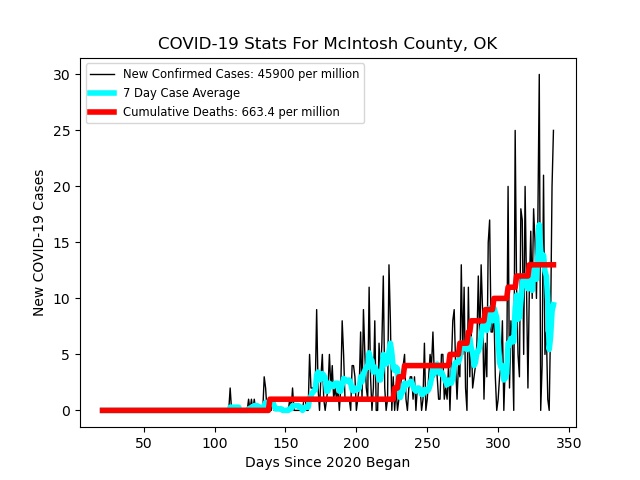 COVID-19 Stats For McIntosh County, OK
New Confirmed Cases: 45900 per million
7 Day Case Average
Cumulative Deaths: 663.4 per million
New COVID-19 Cases
30
25
20
15
10
5
0
50 100 150 200 250 300 350
Days Since 2020 Began